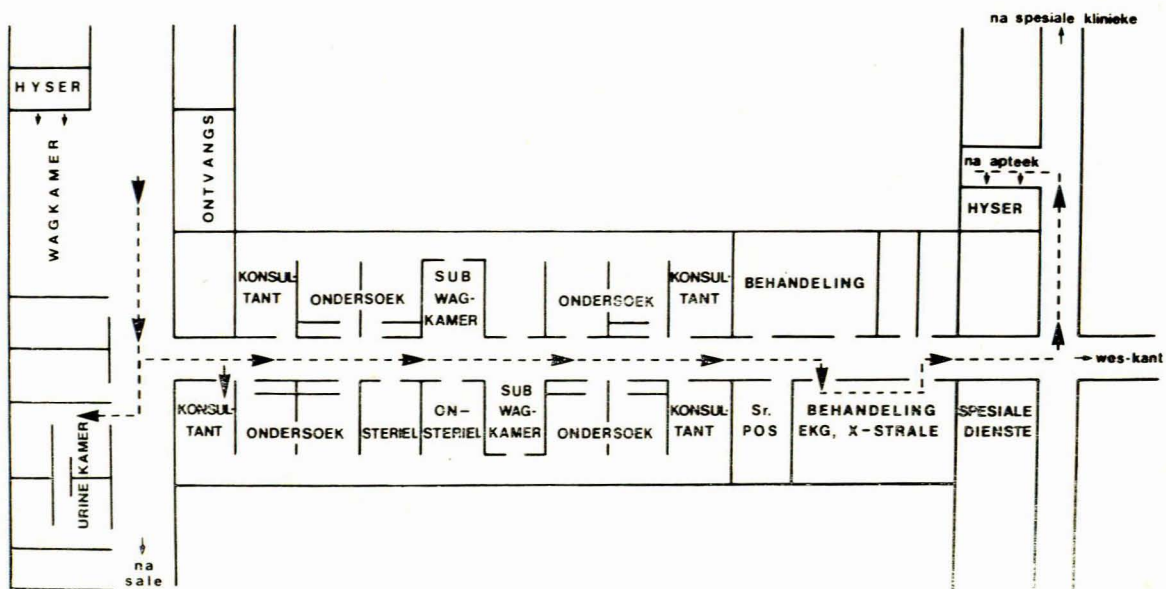 na spesiale klinieke
HYSER
WAGKAMER
ONTVANGS
na apteek
HYSER
KONSUL-
TANT
ONDERSOEK
SUB
WAG-
KAMER
ONDERSOEK
KONSUL-
TANT
BEHANDELING
wes-kant
KONSUL-
TANT
ONDERSOEK
STERIEL
ON-
STERIEL
SUB
WAG-
KAMER
ONDERSOEK
KONSUL-
TANT
Sr.
POS
BEHANDELING
EKG, X-STRALE
SPESIALE
DIENSTE
URINE KAMER
na
sale